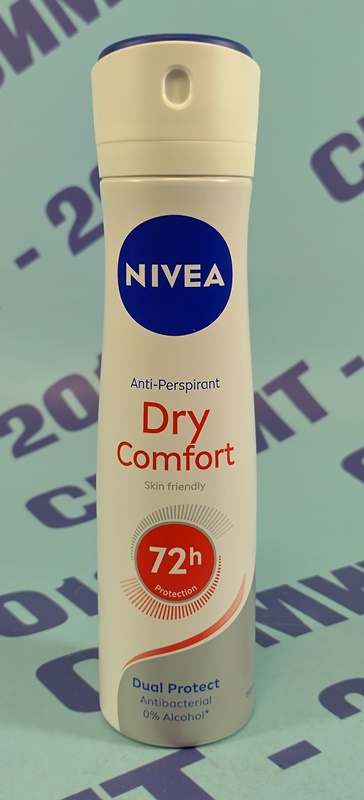 NIVEA
Anti-Perspirant
Dry
Comfort
Skin friendly
72h
Protection
Dual Protect
Antibacterial
0% Alcohol*